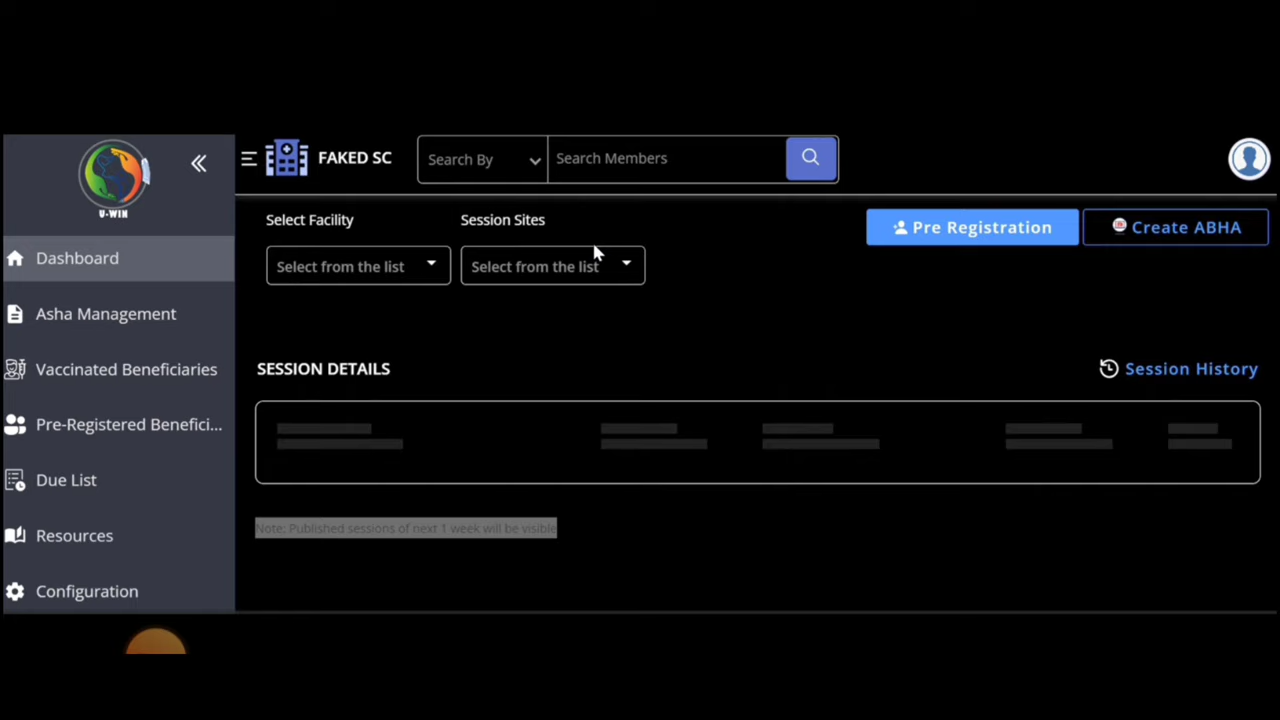 U-WIN
FAKED SC
Search By
Search Members
Select Facility
Session Sites
Pre Registration
Create ABHA
Select from the list
Select from the list
Dashboard
Asha Management
Vaccinated Beneficiaries
Pre-Registered Benefici...
Due List
Resources
Configuration
SESSION DETAILS
Session History
Note: Published sessions of next 1 week will be visible